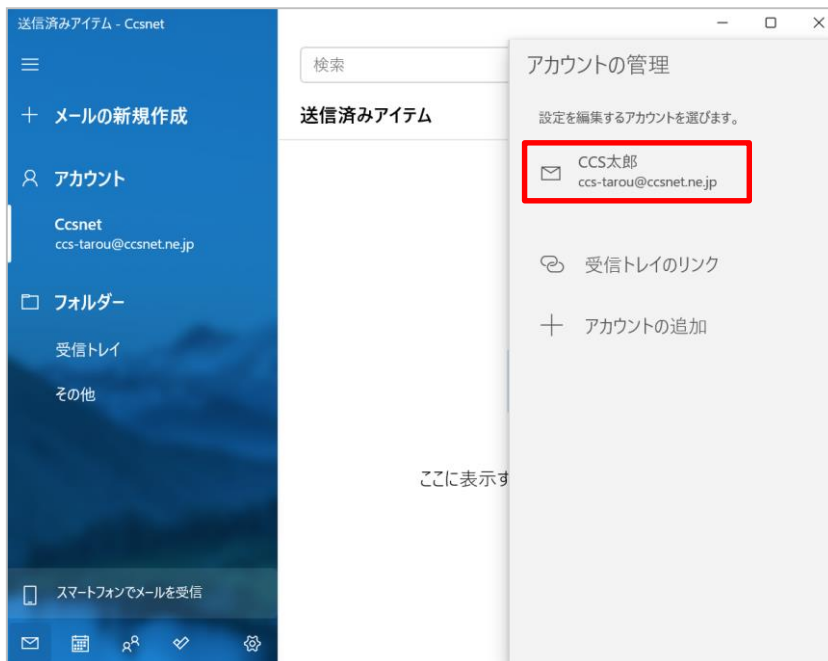 送信済みアイテム - Ccsnet
メールの新規作成
アカウント
Ccsnet
ccs-tarou@ccsnet.ne.jp
フォルダー
受信トレイ
その他
スマートフォンでメールを受信
検索
送信済みアイテム
ここに表示す
アカウントの管理
設定を編集するアカウントを選びます。
CCS太郎
ccs-tarou@ccsnet.ne.jp
受信トレイのリンク
アカウントの追加